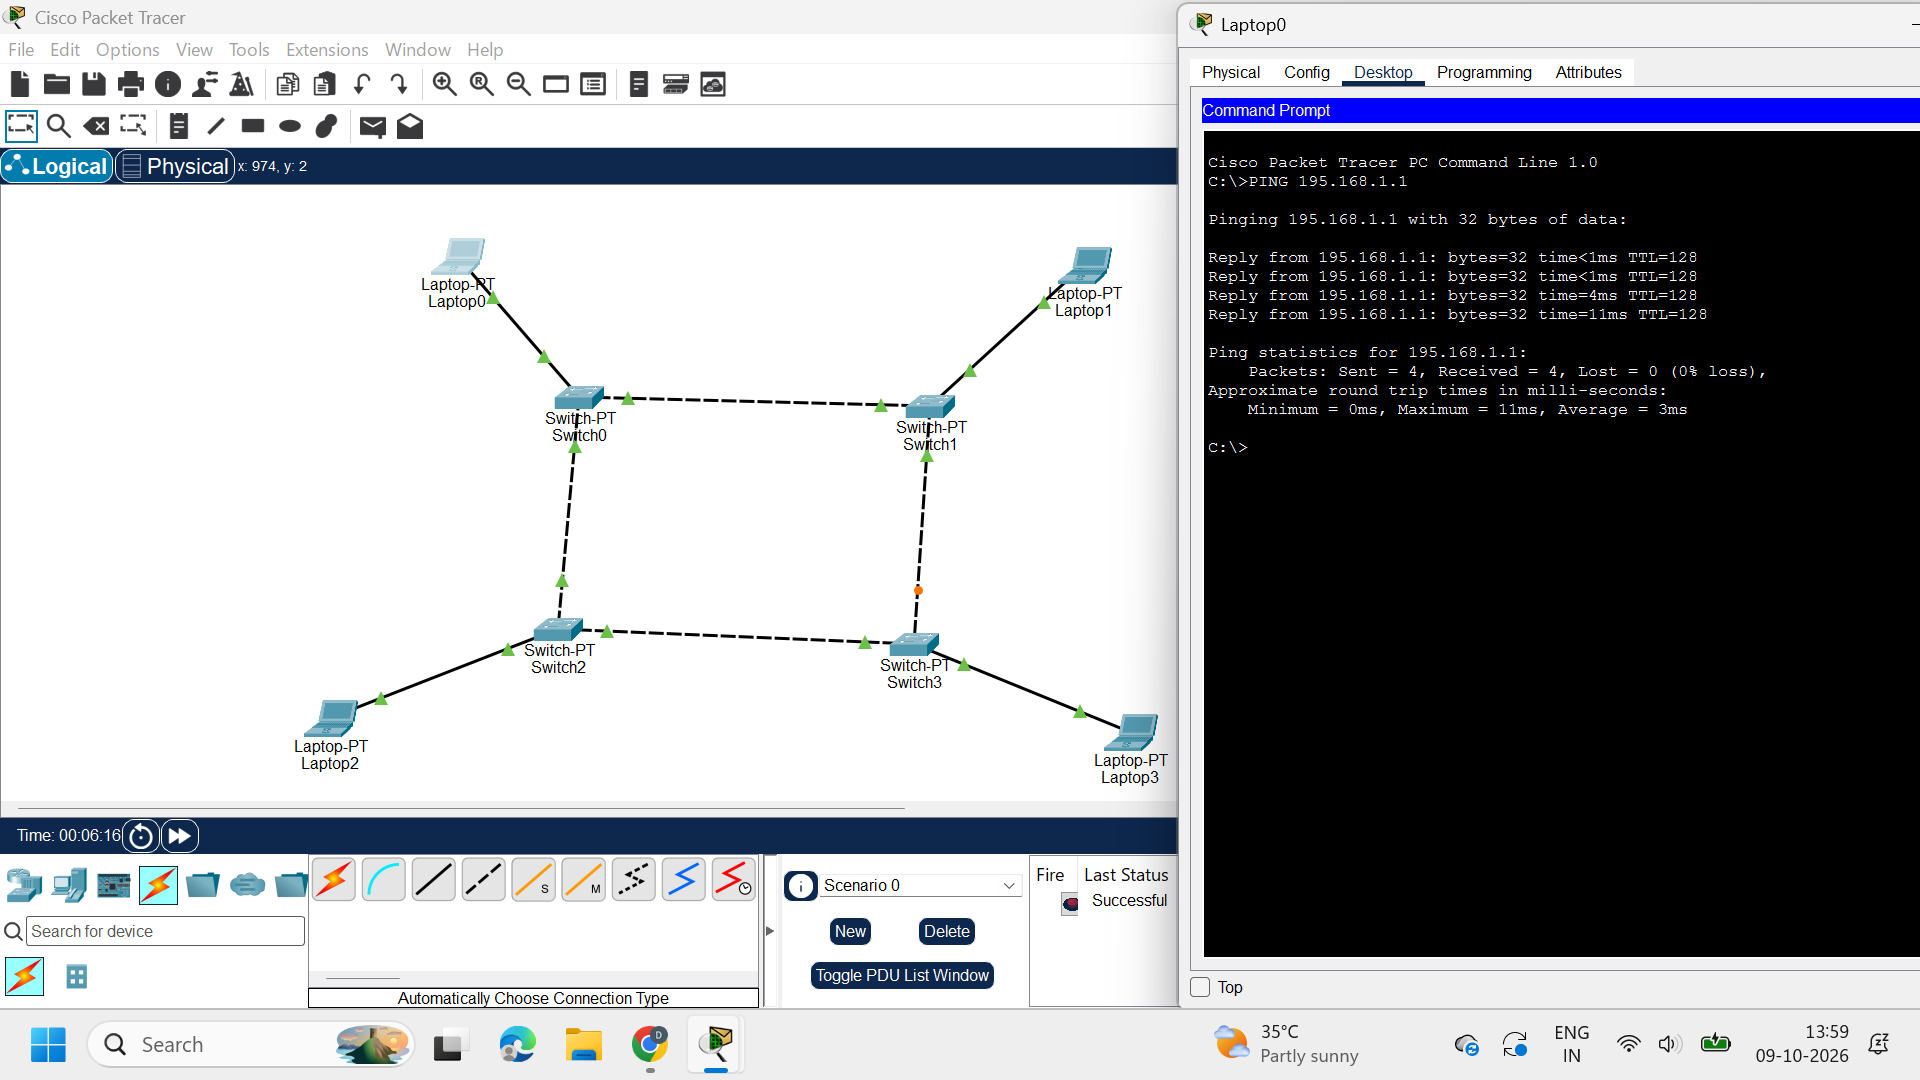 Cisco Packet Tracer
File Edit Options View Tools Extensions Window Help
Logical Physical x: 974, y: 2
Laptop-PT
Laptop0
Laptop-PT
Laptop1
Switch-PT
Switch0
Switch-PT
Switch1
Switch-PT
Switch2
Switch-PT
Switch3
Laptop-PT
Laptop2
Laptop-PT
Laptop3
Time: 00:06:16
Search for device
S
M
Automatically Choose Connection Type
Scenario 0
New Delete
Toggle PDU List Window
Fire Last Status
Successful
Laptop0
Physical Config Desktop Programming Attributes
Command Prompt
Cisco Packet Tracer PC Command Line 1.0
C:\>PING 195.168.1.1
Pinging 195.168.1.1 with 32 bytes of data:
Reply from 195.168.1.1: bytes=32 time<1ms TTL=128
Reply from 195.168.1.1: bytes=32 time<1ms TTL=128
Reply from 195.168.1.1: bytes=32 time=4ms TTL=128
Reply from 195.168.1.1: bytes=32 time=11ms TTL=128
Ping statistics for 195.168.1.1:
Packets: Sent = 4, Received = 4, Lost = 0 (0% loss),
Approximate round trip times in milli-seconds:
Minimum = 0ms, Maximum = 11ms, Average = 3ms
C:\>
Top
Search
D
35°C
Partly sunny
ENG
IN
13:59
09-10-2026